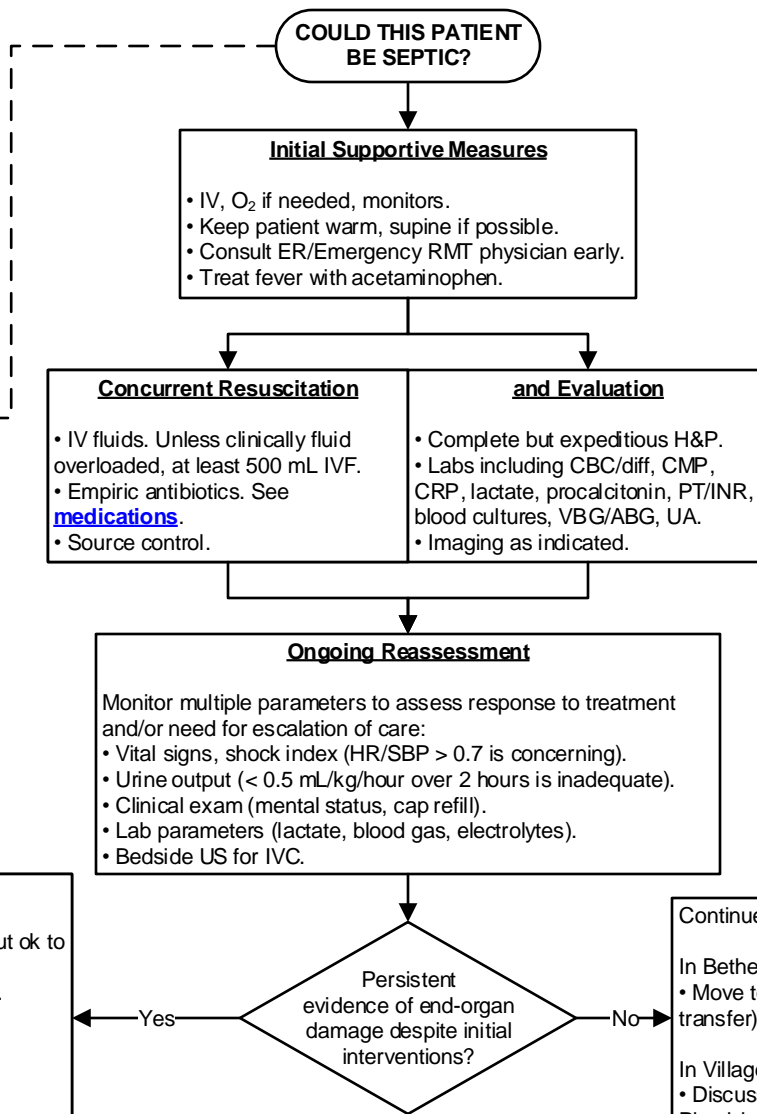 COULD THIS PATIENT
BE SEPTIC?
Initial Supportive Measures
• IV, O₂ if needed, monitors.
• Keep patient warm, supine if possible.
• Consult ER/Emergency RMT physician early.
• Treat fever with acetaminophen.
Concurrent Resuscitation
• IV fluids. Unless clinically fluid
overloaded, at least 500 mL IVF.
• Empiric antibiotics. See
medications.
• Source control.
and Evaluation
• Complete but expeditious H&P.
• Labs including CBC/diff, CMP,
CRP, lactate, procalcitonin, PT/INR,
blood cultures, VBG/ABG, UA.
• Imaging as indicated.
Ongoing Reassessment
Monitor multiple parameters to assess response to treatment
and/or need for escalation of care:
• Vital signs, shock index (HR/SBP > 0.7 is concerning).
• Urine output (< 0.5 mL/kg/hour over 2 hours is inadequate).
• Clinical exam (mental status, cap refill).
• Lab parameters (lactate, blood gas, electrolytes).
• Bedside US for IVC.
ok to
Persistent
evidence of end-organ
damage despite initial
interventions?
Yes
No
Continue
In Bethe
• Move t
transfer)
In Village
• Discus